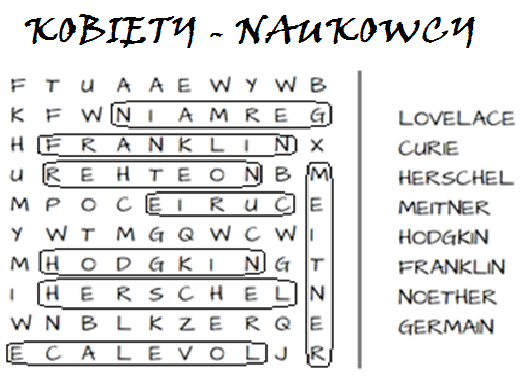 KOBIETY - NAUKOWCY
F T U A A E W Y W B
K F W N I A M R E G
H F R A N K L I N X
U R E H T E O N B M
M P O C E I R U C E
Y W T M G Q W C W I
M H O D G K I N G T
I H E R S C H E L N
W N B L K Z E R Q E
E C A L E V O L J R
LOVELACE
CURIE
HERSCHEL
MEITNER
HODGKIN
FRANKLIN
NOETHER
GERMAIN